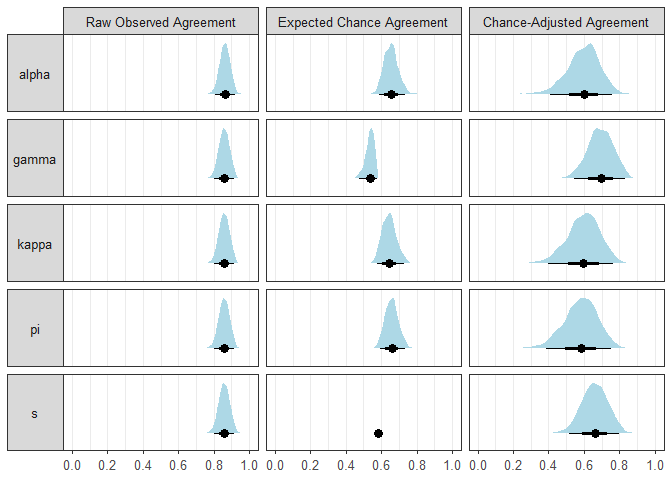 Raw Observed Agreement Expected Chance Agreement Chance-Adjusted Agreement
alpha
gamma
kappa
pi
s
0.0 0.2 0.4 0.6 0.8 1.0 0.0 0.2 0.4 0.6 0.8 1.0 0.0 0.2 0.4 0.6 0.8 1.0